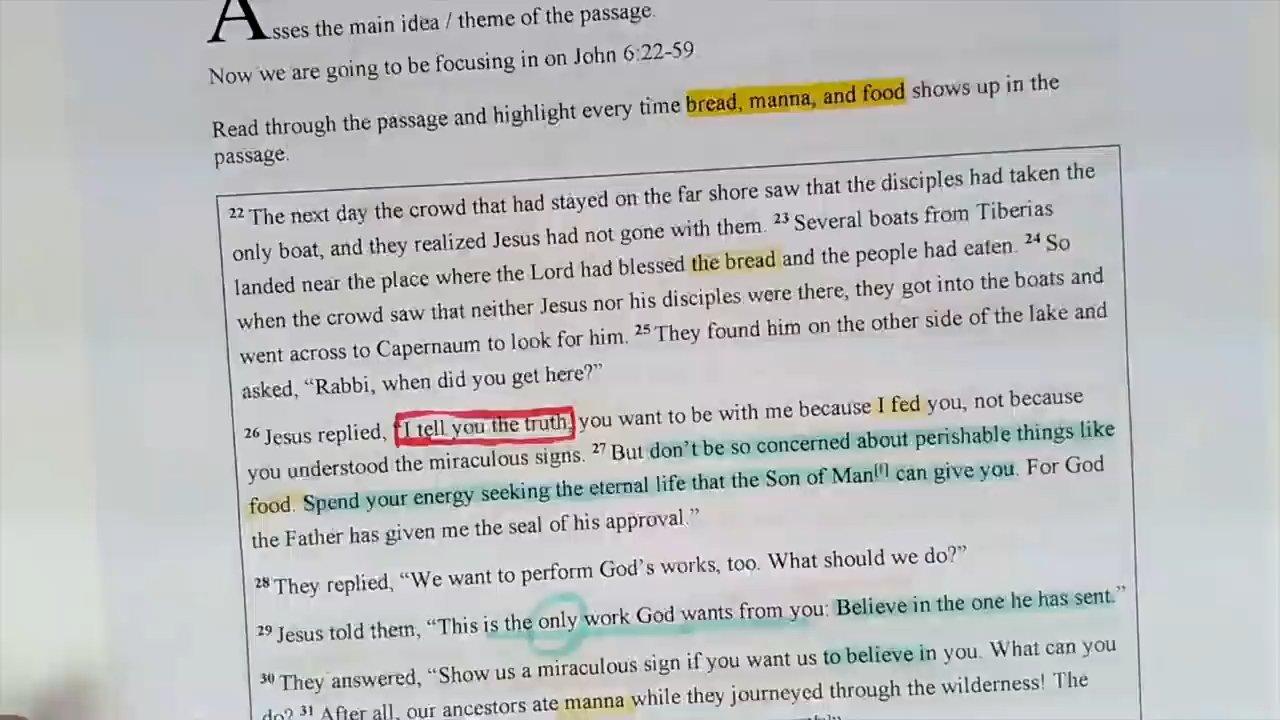 Asses the main idea / theme of the passage.
Now we are going to be focusing in on John 6:22-59
Read through the passage and highlight every time bread, manna, and food shows up in the
passage.
22 The next day the crowd that had stayed on the far shore saw that the disciples had taken the
only boat, and they realized Jesus had not gone with them. 23 Several boats from Tiberias
landed near the place where the Lord had blessed the bread and the people had eaten. 24 So
when the crowd saw that neither Jesus nor his disciples were there, they got into the boats and
went across to Capernaum to look for him. 25 They found him on the other side of the lake and
asked, “Rabbi, when did you get here?”
26 Jesus replied, “I tell you the truth, you want to be with me because I fed you, not because
you understood the miraculous signs. 27 But don’t be so concerned about perishable things like
food. Spend your energy seeking the eternal life that the Son of Man[f] can give you. For God
the Father has given me the seal of his approval.”
28 They replied, “We want to perform God’s works, too. What should we do?”
29 Jesus told them, “This is the only work God wants from you: Believe in the one he has sent.”
30 They answered, “Show us a miraculous sign if you want us to believe in you. What can you
do? 31 After all, our ancestors ate manna while they journeyed through the wilderness! The